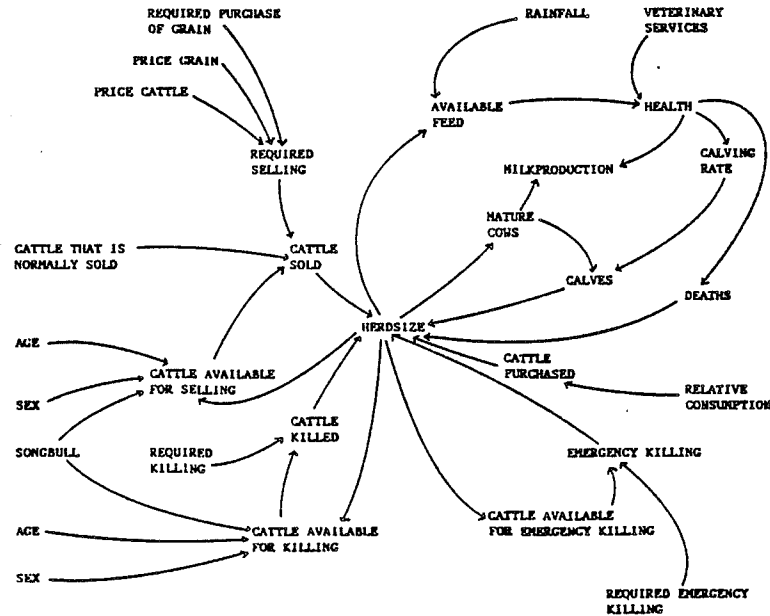 REQUIRED PURCHASE
OF GRAIN
RAINFALL
VETERINARY
SERVICES
PRICE GRAIN
PRICE CATTLE
AVAILABLE
FEED
HEALTH
REQUIRED
SELLING
MILKPRODUCTION
CALVING
RATE
MATURE
COWS
CATTLE THAT IS
NORMALLY SOLD
CATTLE
SOLD
CALVES
DEATHS
HERDSIZE
AGE
CATTLE AVAILABLE
FOR SELLING
CATTLE
PURCHASED
SEX
RELATIVE
CONSUMPTION
CATTLE
KILLED
SONGBULL
REQUIRED
KILLING
EMERGENCY KILLING
AGE
CATTLE AVAILABLE
FOR KILLING
CATTLE AVAILABLE
FOR EMERGENCY KILLING
SEX
REQUIRED EMERGENCY
KILLING